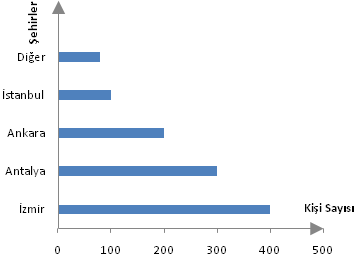 Şehirler
Diğer
İstanbul
Ankara
Antalya
İzmir
Kişi Sayısı
0 100 200 300 400 500